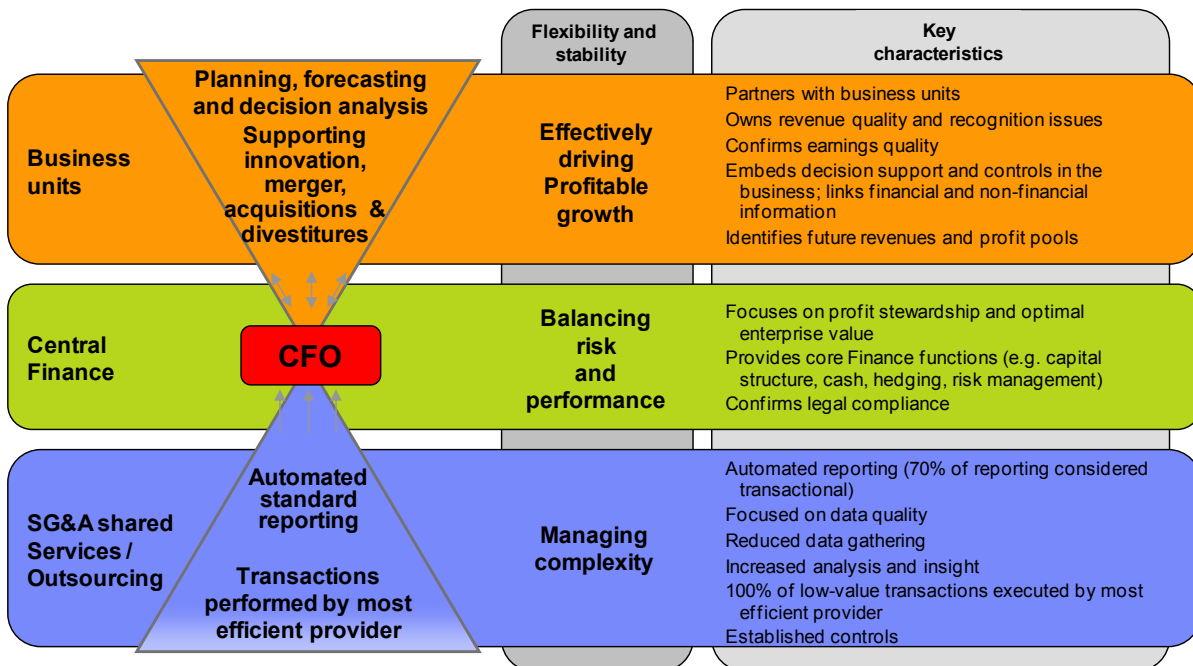 Flexibility and
stability
Key
characteristics
Business
units
Planning, forecasting
and decision analysis
Supporting
innovation,
merger,
acquisitions &
divestitures
Effectively
driving
Profitable
growth
Partners with business units
Owns revenue quality and recognition issues
Confirms earnings quality
Embeds decision support and controls in the
business; links financial and non-financial
information
Identifies future revenues and profit pools
Central
Finance
CFO
Balancing
risk
and
performance
Focuses on profit stewardship and optimal
enterprise value
Provides core Finance functions (e.g. capital
structure, cash, hedging, risk management)
Confirms legal compliance
SG&A shared
Services /
Outsourcing
Automated
standard
reporting
Transactions
performed by most
efficient provider
Managing
complexity
Automated reporting (70% of reporting considered
transactional)
Focused on data quality
Reduced data gathering
Increased analysis and insight
100% of low-value transactions executed by most
efficient provider
Established controls